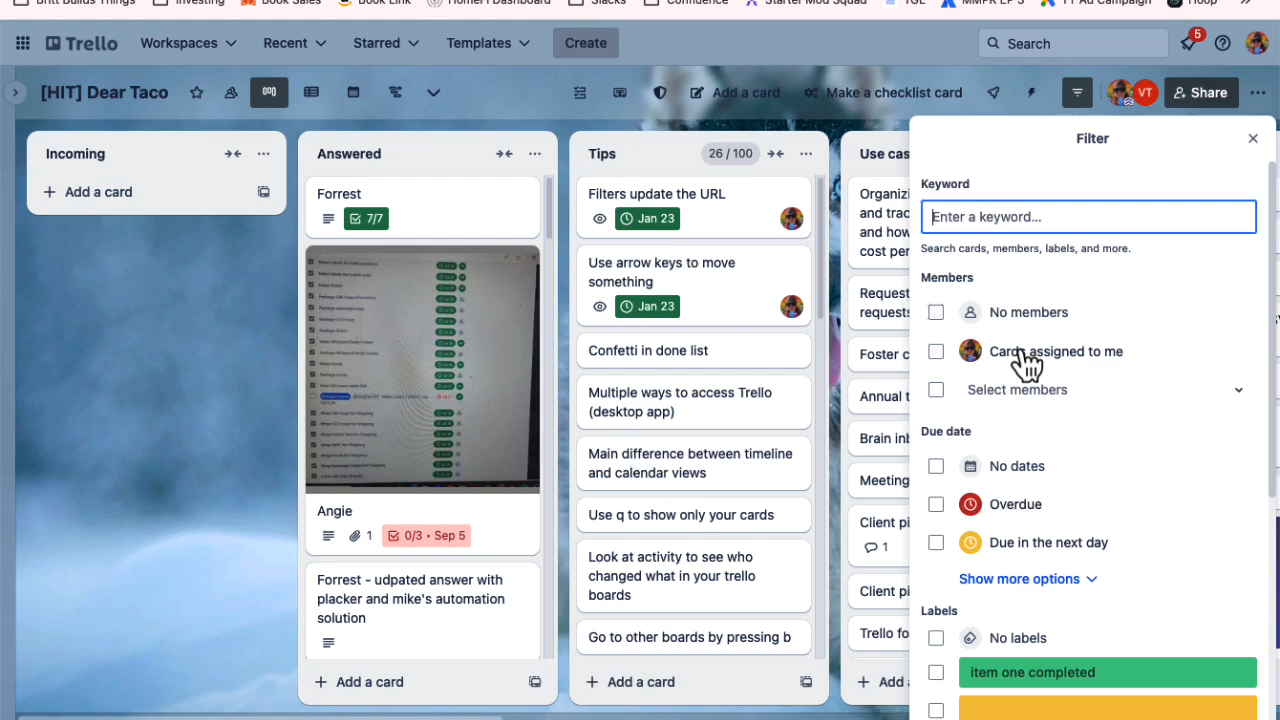 Britt Builds Things
Investing
Book Sales
Book Link
HomeFi Dashboard
Slacks
Confluence
Starter Mod Squad
TGL
MMPR EP 3
YT Ad Campaign
Hoop
Trello
Workspaces
Recent
Starred
Templates
Create
Search
5
[HIT] Dear Taco
Add a card
Make a checklist card
VT
Share
Incoming
Add a card
Answered
Forrest
7/7
Angie
1
0/3 • Sep 5
Forrest - udpated answer with
placker and mike's automation
solution
Add a card
Tips
26 / 100
Filters update the URL
Jan 23
Use arrow keys to move
something
Jan 23
Confetti in done list
Multiple ways to access Trello
(desktop app)
Main difference between timeline
and calendar views
Use q to show only your cards
Look at activity to see who
changed what in your trello
boards
Go to other boards by pressing b
Add a card
Use cas
Organizi
and trac
and how
cost per
Request
requests
Foster c
Annual t
Brain inb
Meeting
Client pi
1
Client pi
Trello fo
Add
Filter
Keyword
Enter a keyword…
Search cards, members, labels, and more.
Members
No members
Cards assigned to me
Select members
Due date
No dates
Overdue
Due in the next day
Show more options
Labels
No labels
item one completed